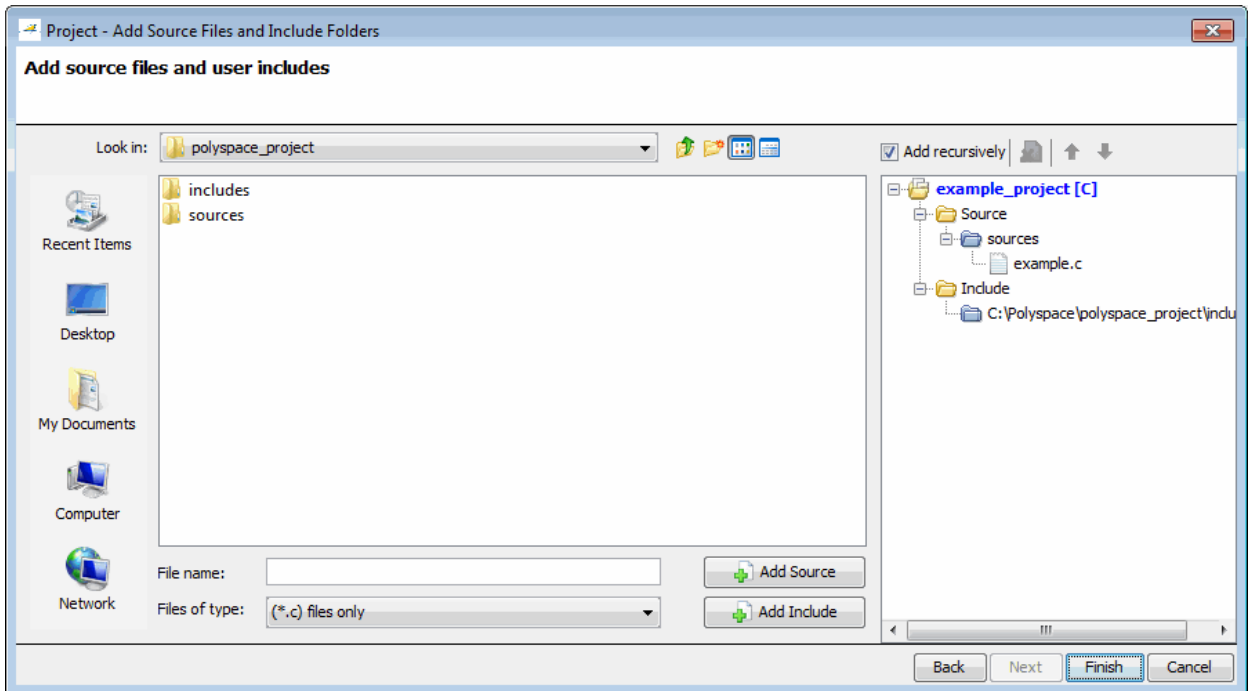 Project - Add Source Files and Include Folders
Add source files and user includes
Look in:
polyspace_project
Add recursively
Recent Items
Desktop
My Documents
Computer
Network
includes
sources
example_project [C]
Source
sources
example.c
Include
C:\Polyspace\polyspace_project\inclu
File name:
Add Source
Files of type:
(*.c) files only
Add Include
Back
Next
Finish
Cancel